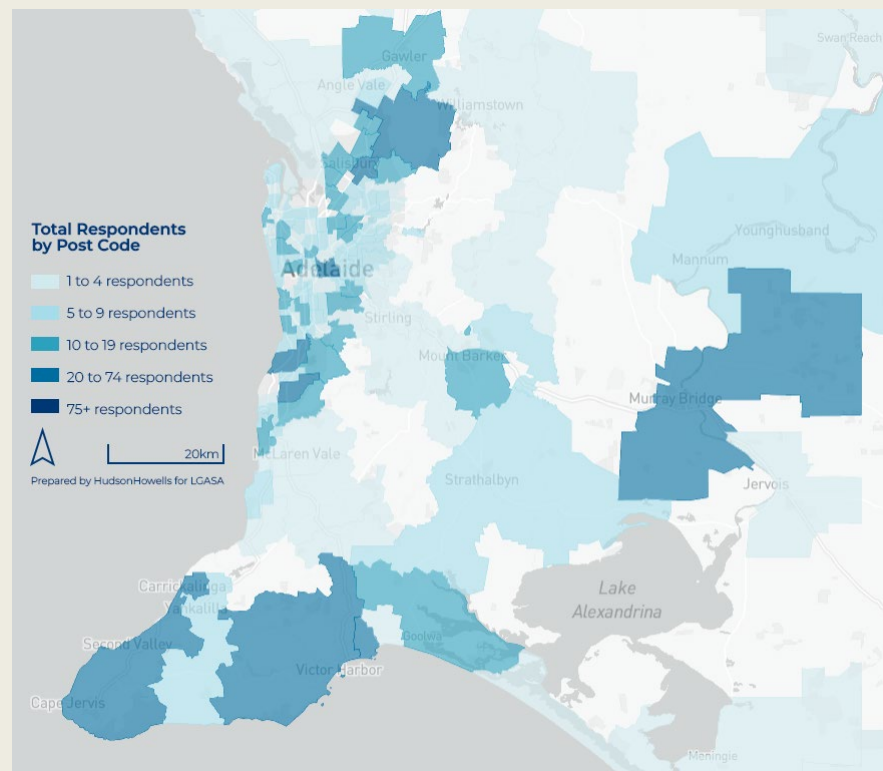 Swan Reach
Gawler
Angle Vale
Williamstown
Salisbury
Total Respondents
by Post Code
1 to 4 respondents
5 to 9 respondents
10 to 19 respondents
20 to 74 respondents
75+ respondents
20km
Prepared by HudsonHowells for LGASA
Younghusband
Mannum
Adelaide
Stirling
Mount Barker
Murray Bridge
McLaren Vale
Strathalbyn
Jervois
Lake
Alexandrina
Carrickalinga
Yankalilla
Goolwa
Second Valley
Victor Harbor
Cape Jervis
Meningie